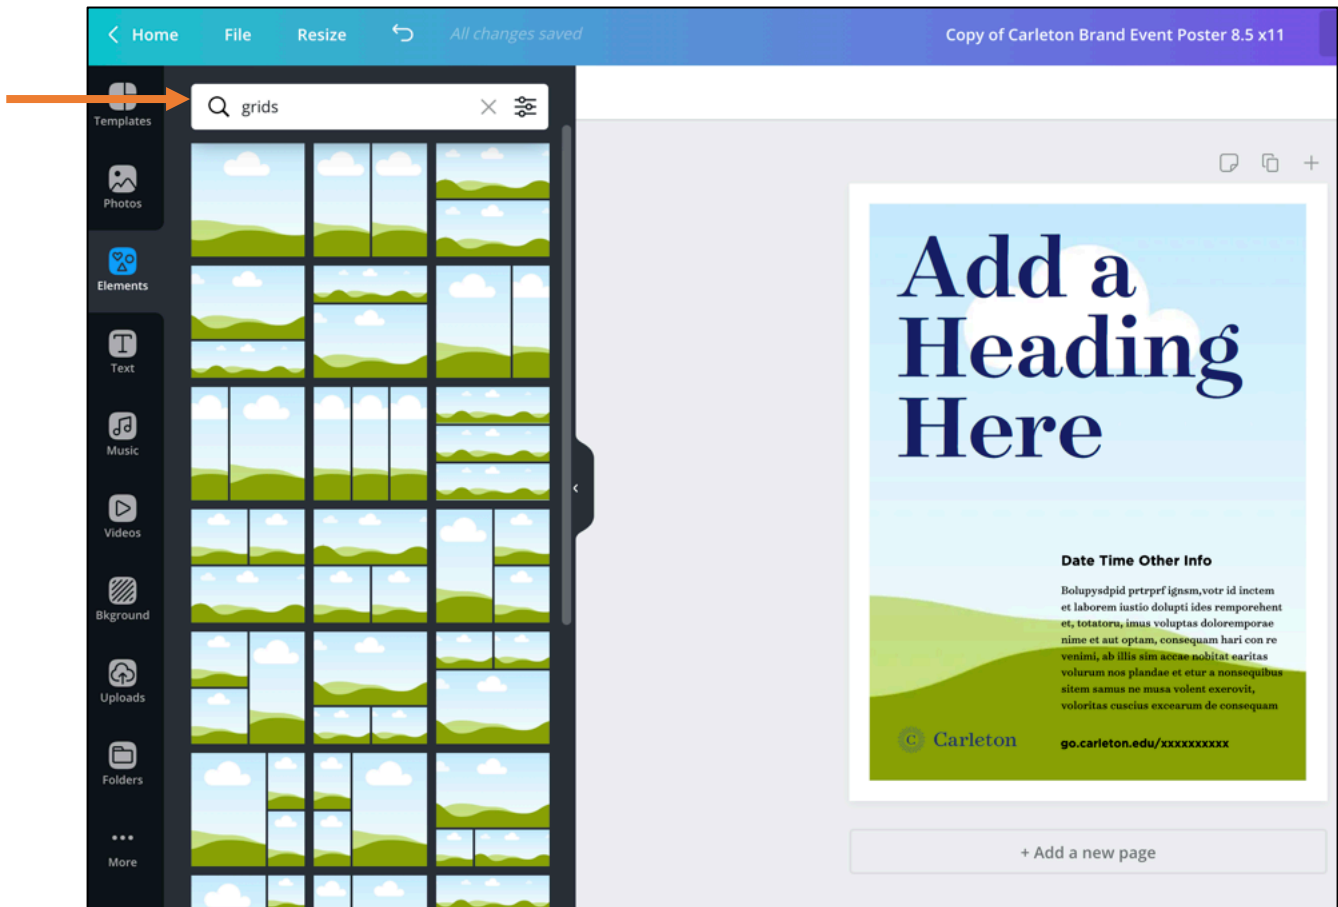 Home File Resize All changes saved Copy of Carleton Brand Event Poster 8.5 x11
grids
Templates
Photos
Elements
Text
Music
Videos
Bkground
Uploads
Folders
More
Add a
Heading
Here
Date Time Other Info
Bolupysdpid prtrprf ignsm,votr id inctem
et laborem iustio dolupti ides remporehent
et, totatoru, imus voluptas doloremporae
nime et aut optam, consequam hari con re
venimi, ab illis sim accae nobitat earitas
volurum nos plandae et etur a nonsequibus
sitem samus ne musa volent exerovit,
voloritas cuscius excearum de consequam
C Carleton
go.carleton.edu/xxxxxxxxxx
+ Add a new page